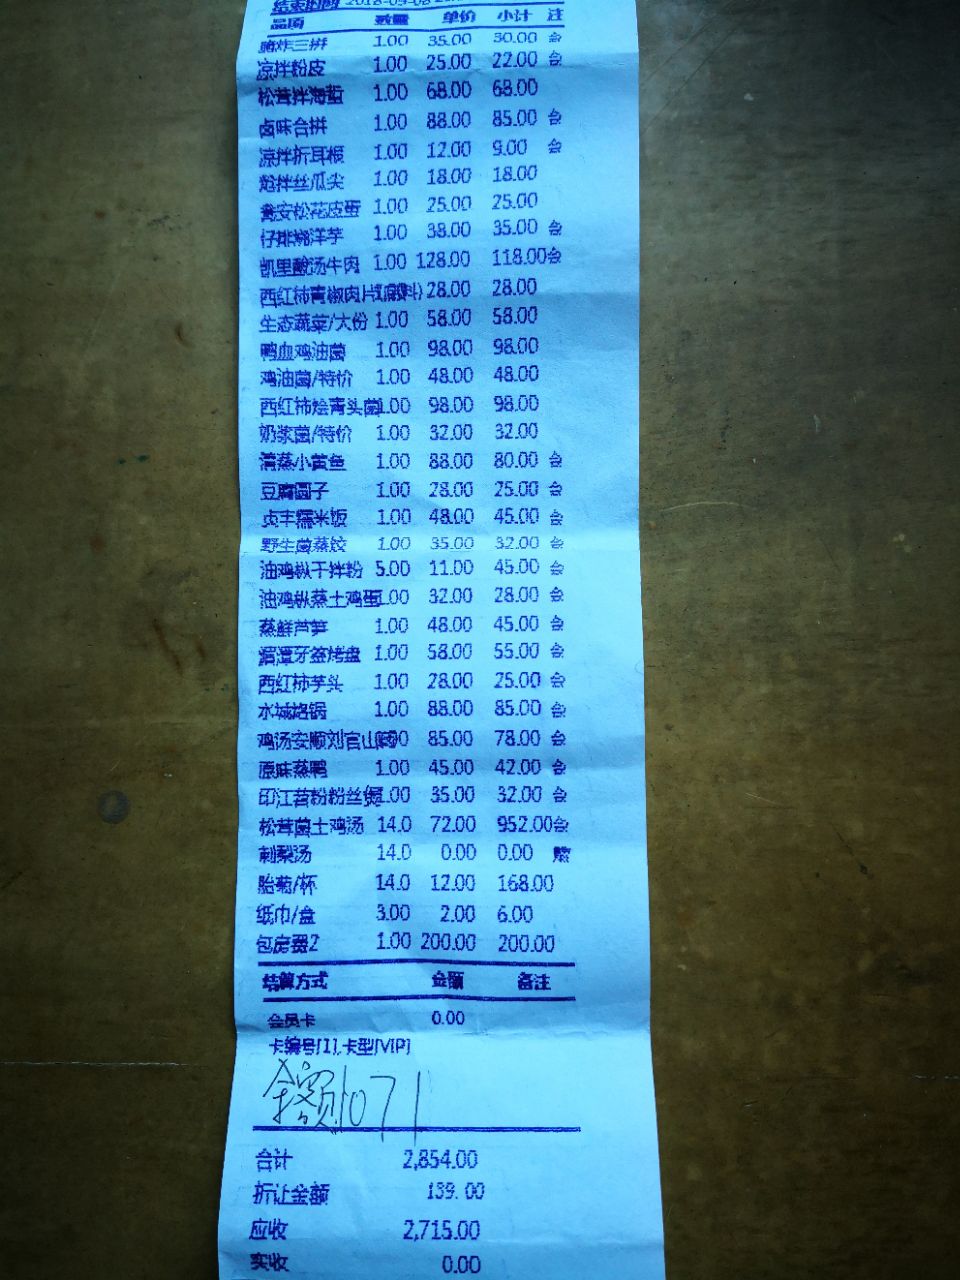 结束时间 2018-09-08
品项 数量 单价 小计 注
酥炸三拼 1.00 35.00 30.00 会
凉拌粉皮 1.00 25.00 22.00 会
松茸拌海蜇 1.00 68.00 68.00
卤味合拼 1.00 88.00 85.00 会
凉拌折耳根 1.00 12.00 9.00 会
炝拌丝瓜尖 1.00 18.00 18.00
瓮安松花皮蛋 1.00 25.00 25.00
仔排烧洋芋 1.00 38.00 35.00 会
凯里酸汤牛肉 1.00 128.00 118.00会
西红柿青椒肉片 28.00 28.00
生态蔬菜/大份 1.00 58.00 58.00
鸭血鸡油菌 1.00 98.00 98.00
鸡油菌/特价 1.00 48.00 48.00
西红柿烩青头菌1.00 98.00 98.00
奶浆菌/特价 1.00 32.00 32.00
清蒸小黄鱼 1.00 88.00 80.00 会
豆腐圆子 1.00 28.00 25.00 会
贞丰糯米饭 1.00 48.00 45.00 会
野生菌蒸饺 1.00 35.00 32.00 会
油鸡枞干拌粉 5.00 11.00 45.00 会
油鸡枞蒸土鸡蛋1.00 32.00 28.00 会
蒸鲜芦笋 1.00 48.00 45.00 会
湄潭牙签烤盘 1.00 58.00 55.00 会
西红柿芋头 1.00 28.00 25.00 会
水城烙锅 1.00 88.00 85.00 会
鸡汤安顺刘官山药1.00 85.00 78.00 会
原味蒸鸭 1.00 45.00 42.00 会
印江苕粉粉丝煲1.00 35.00 32.00 会
松茸菌土鸡汤 14.0 72.00 952.00会
刺梨汤 14.0 0.00 0.00
胎菊/杯 14.0 12.00 168.00
纸巾/盒 3.00 2.00 6.00
包房费2 1.00 200.00 200.00
结算方式 金额 备注
会员卡 0.00
卡编号[1],卡型[VIP]
余额1071
合计 2,854.00
折让金额 139.00
应收 2,715.00
实收 0.00